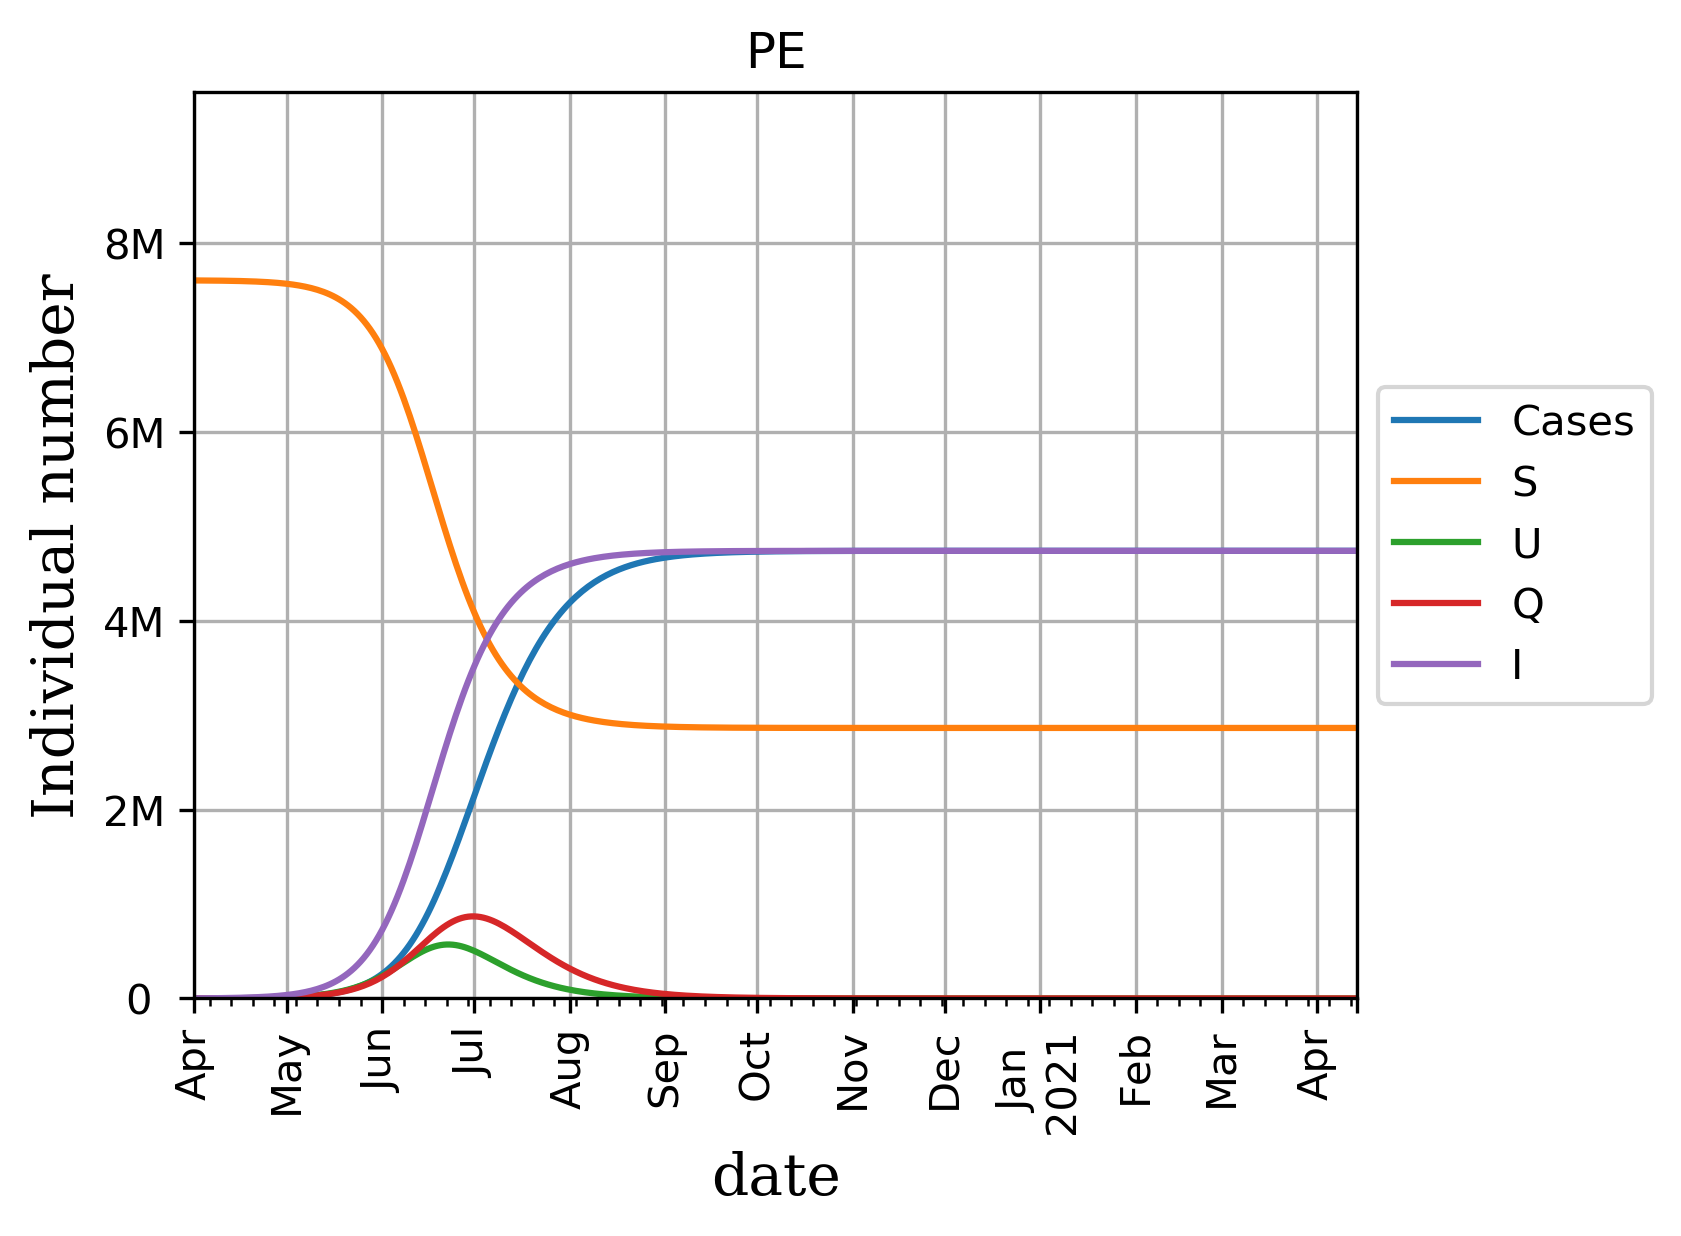 PE
Individual number
8M
6M
4M
2M
0
Apr
May
Jun
Jul
Aug
Sep
Oct
Nov
Dec
Jan
2021
Feb
Mar
Apr
date
Cases
S
U
Q
I